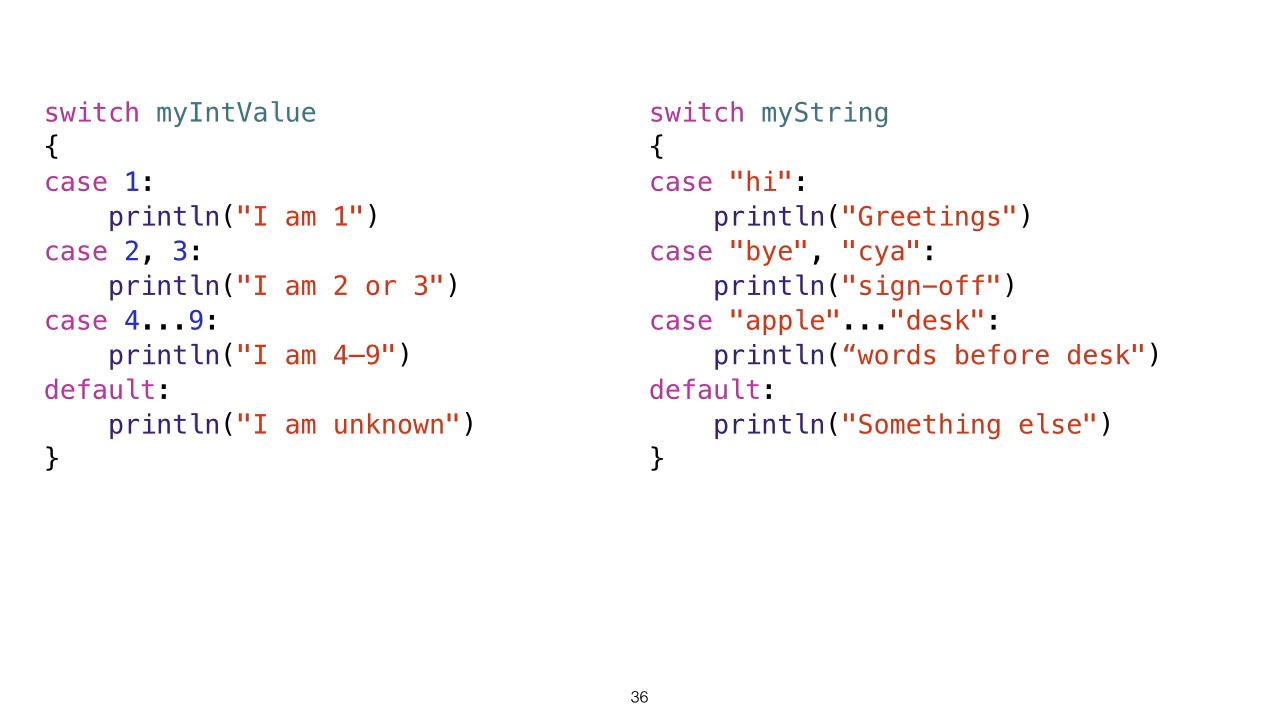 switch myIntValue
{
case 1:
    println("I am 1")
case 2, 3:
    println("I am 2 or 3")
case 4...9:
    println("I am 4–9")
default:
    println("I am unknown")
}
switch myString
{
case "hi":
    println("Greetings")
case "bye", "cya":
    println("sign-off")
case "apple"..."desk":
    println(“words before desk")
default:
    println("Something else")
}
36